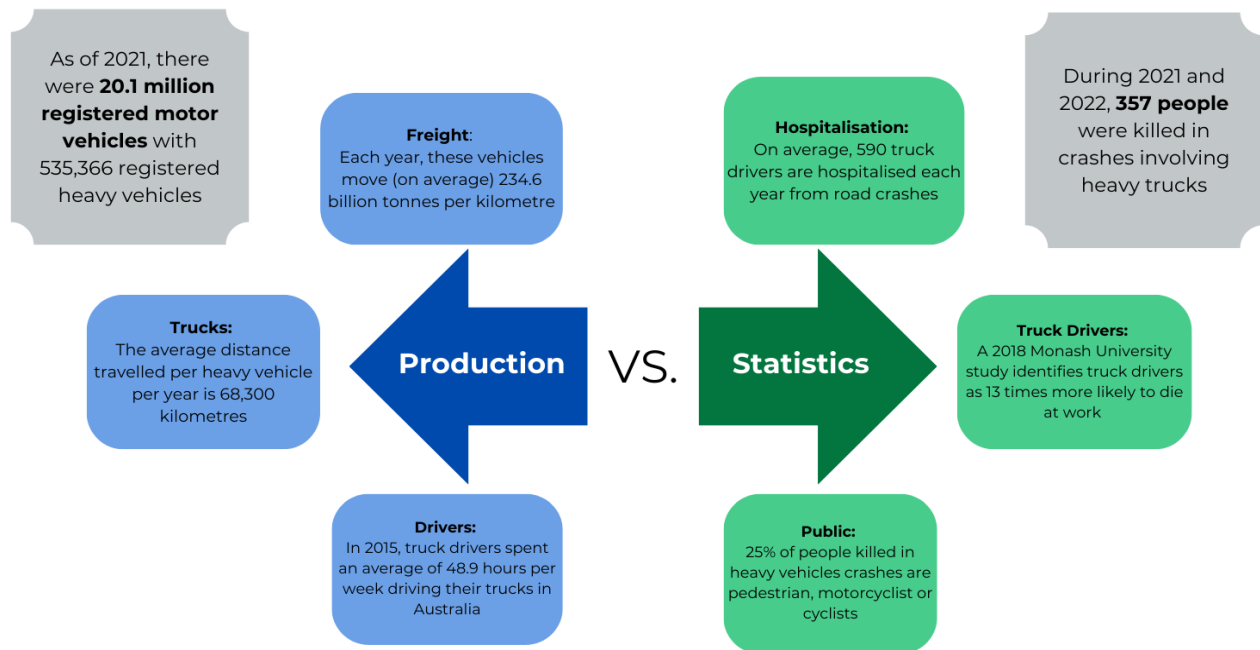 As of 2021, there
were 20.1 million
registered motor
vehicles with
535,366 registered
heavy vehicles
Freight:
Each year, these vehicles
move (on average) 234.6
billion tonnes per kilometre
Hospitalisation:
On average, 590 truck
drivers are hospitalised each
year from road crashes
During 2021 and
2022, 357 people
were killed in
crashes involving
heavy trucks
Trucks:
The average distance
travelled per heavy vehicle
per year is 68,300
kilometres
Production
VS.
Statistics
Truck Drivers:
A 2018 Monash University
study identifies truck drivers
as 13 times more likely to die
at work
Drivers:
In 2015, truck drivers spent
an average of 48.9 hours per
week driving their trucks in
Australia
Public:
25% of people killed in
heavy vehicles crashes are
pedestrian, motorcyclist or
cyclists